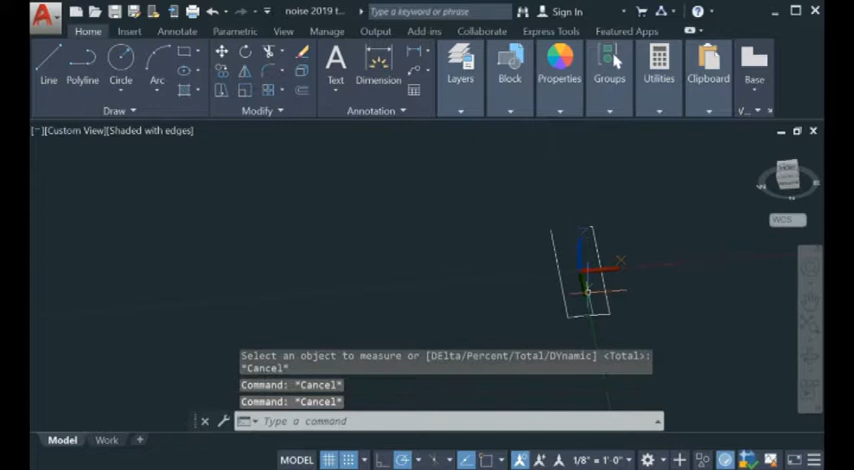 A noise 2019 t... Type a keyword or phrase Sign In
Home Insert Annotate Parametric View Manage Output Add-ins Collaborate Express Tools Featured Apps
Line Polyline Circle Arc Text Dimension Layers Block Properties Groups Utilities Clipboard Base
Draw Modify Annotation V...
[−][Custom View][Shaded with edges]
WCS
Z
X
Select an object to measure or [DElta/Percent/Total/DYnamic] <Total>:
*Cancel*
Command: *Cancel*
Command: *Cancel*
Type a command
Model Work +
MODEL 1/8" = 1'-0"